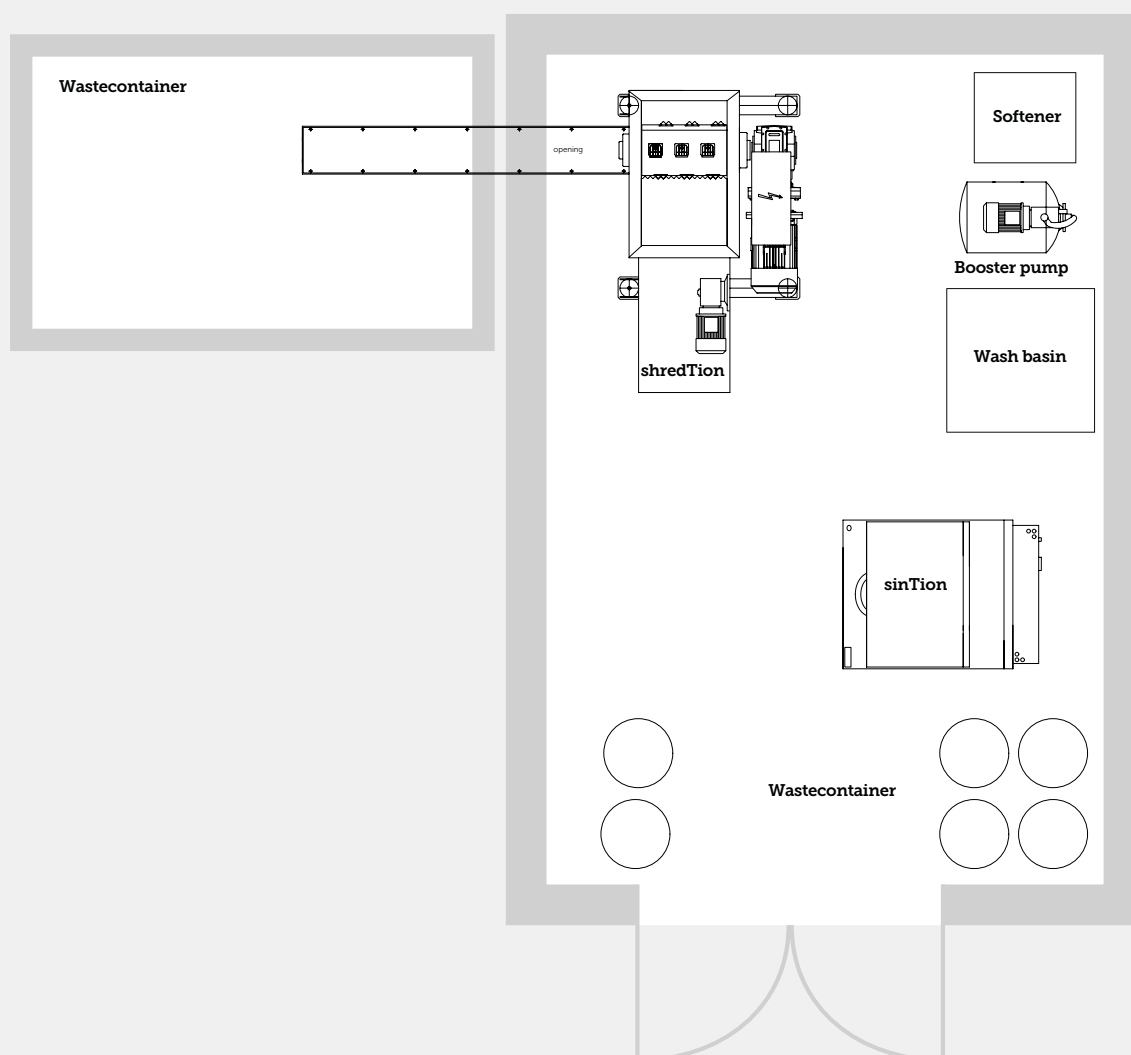 Wastecontainer
opening
Softener
Booster pump
Wash basin
shredTion
sinTion
Wastecontainer